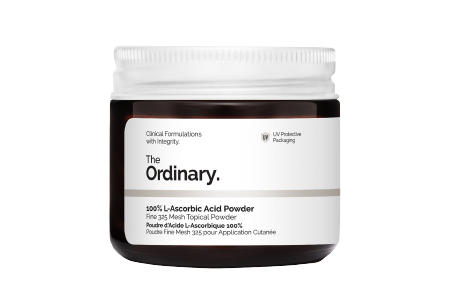 Clinical Formulations
with Integrity.
UV
UV Protective
Packaging
The
Ordinary.
100% L-Ascorbic Acid Powder
Fine 325 Mesh Topical Powder
Poudre d'Acide L-Ascorbique 100%
Poudre Fine Mesh 325 pour Application Cutanée